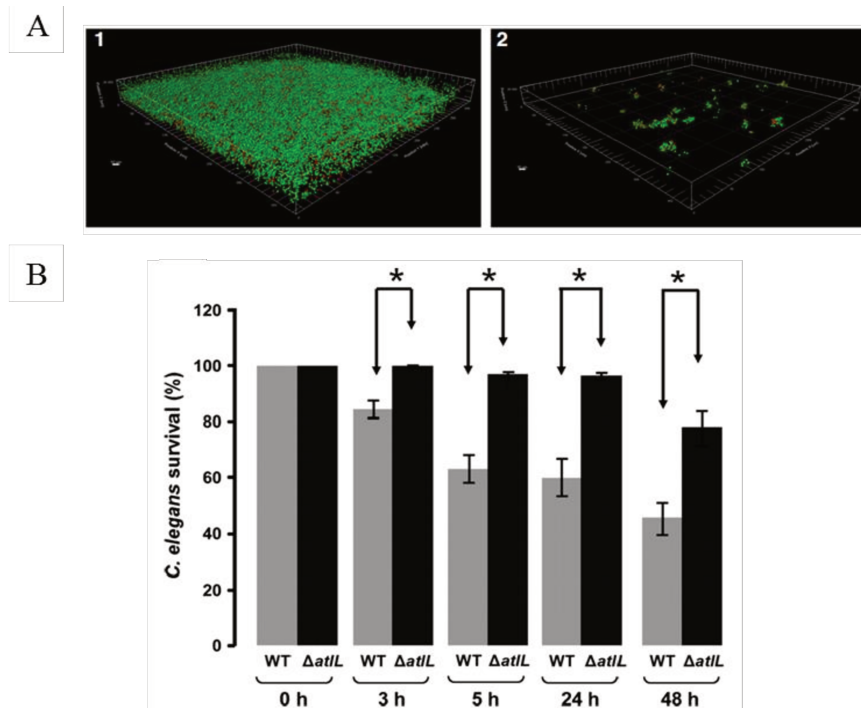 A
1
2
B
* * * *
120
100
80
60
40
20
0
C. elegans survival (%)
WT ΔatlL WT ΔatlL WT ΔatlL WT ΔatlL WT ΔatlL
0 h 3 h 5 h 24 h 48 h